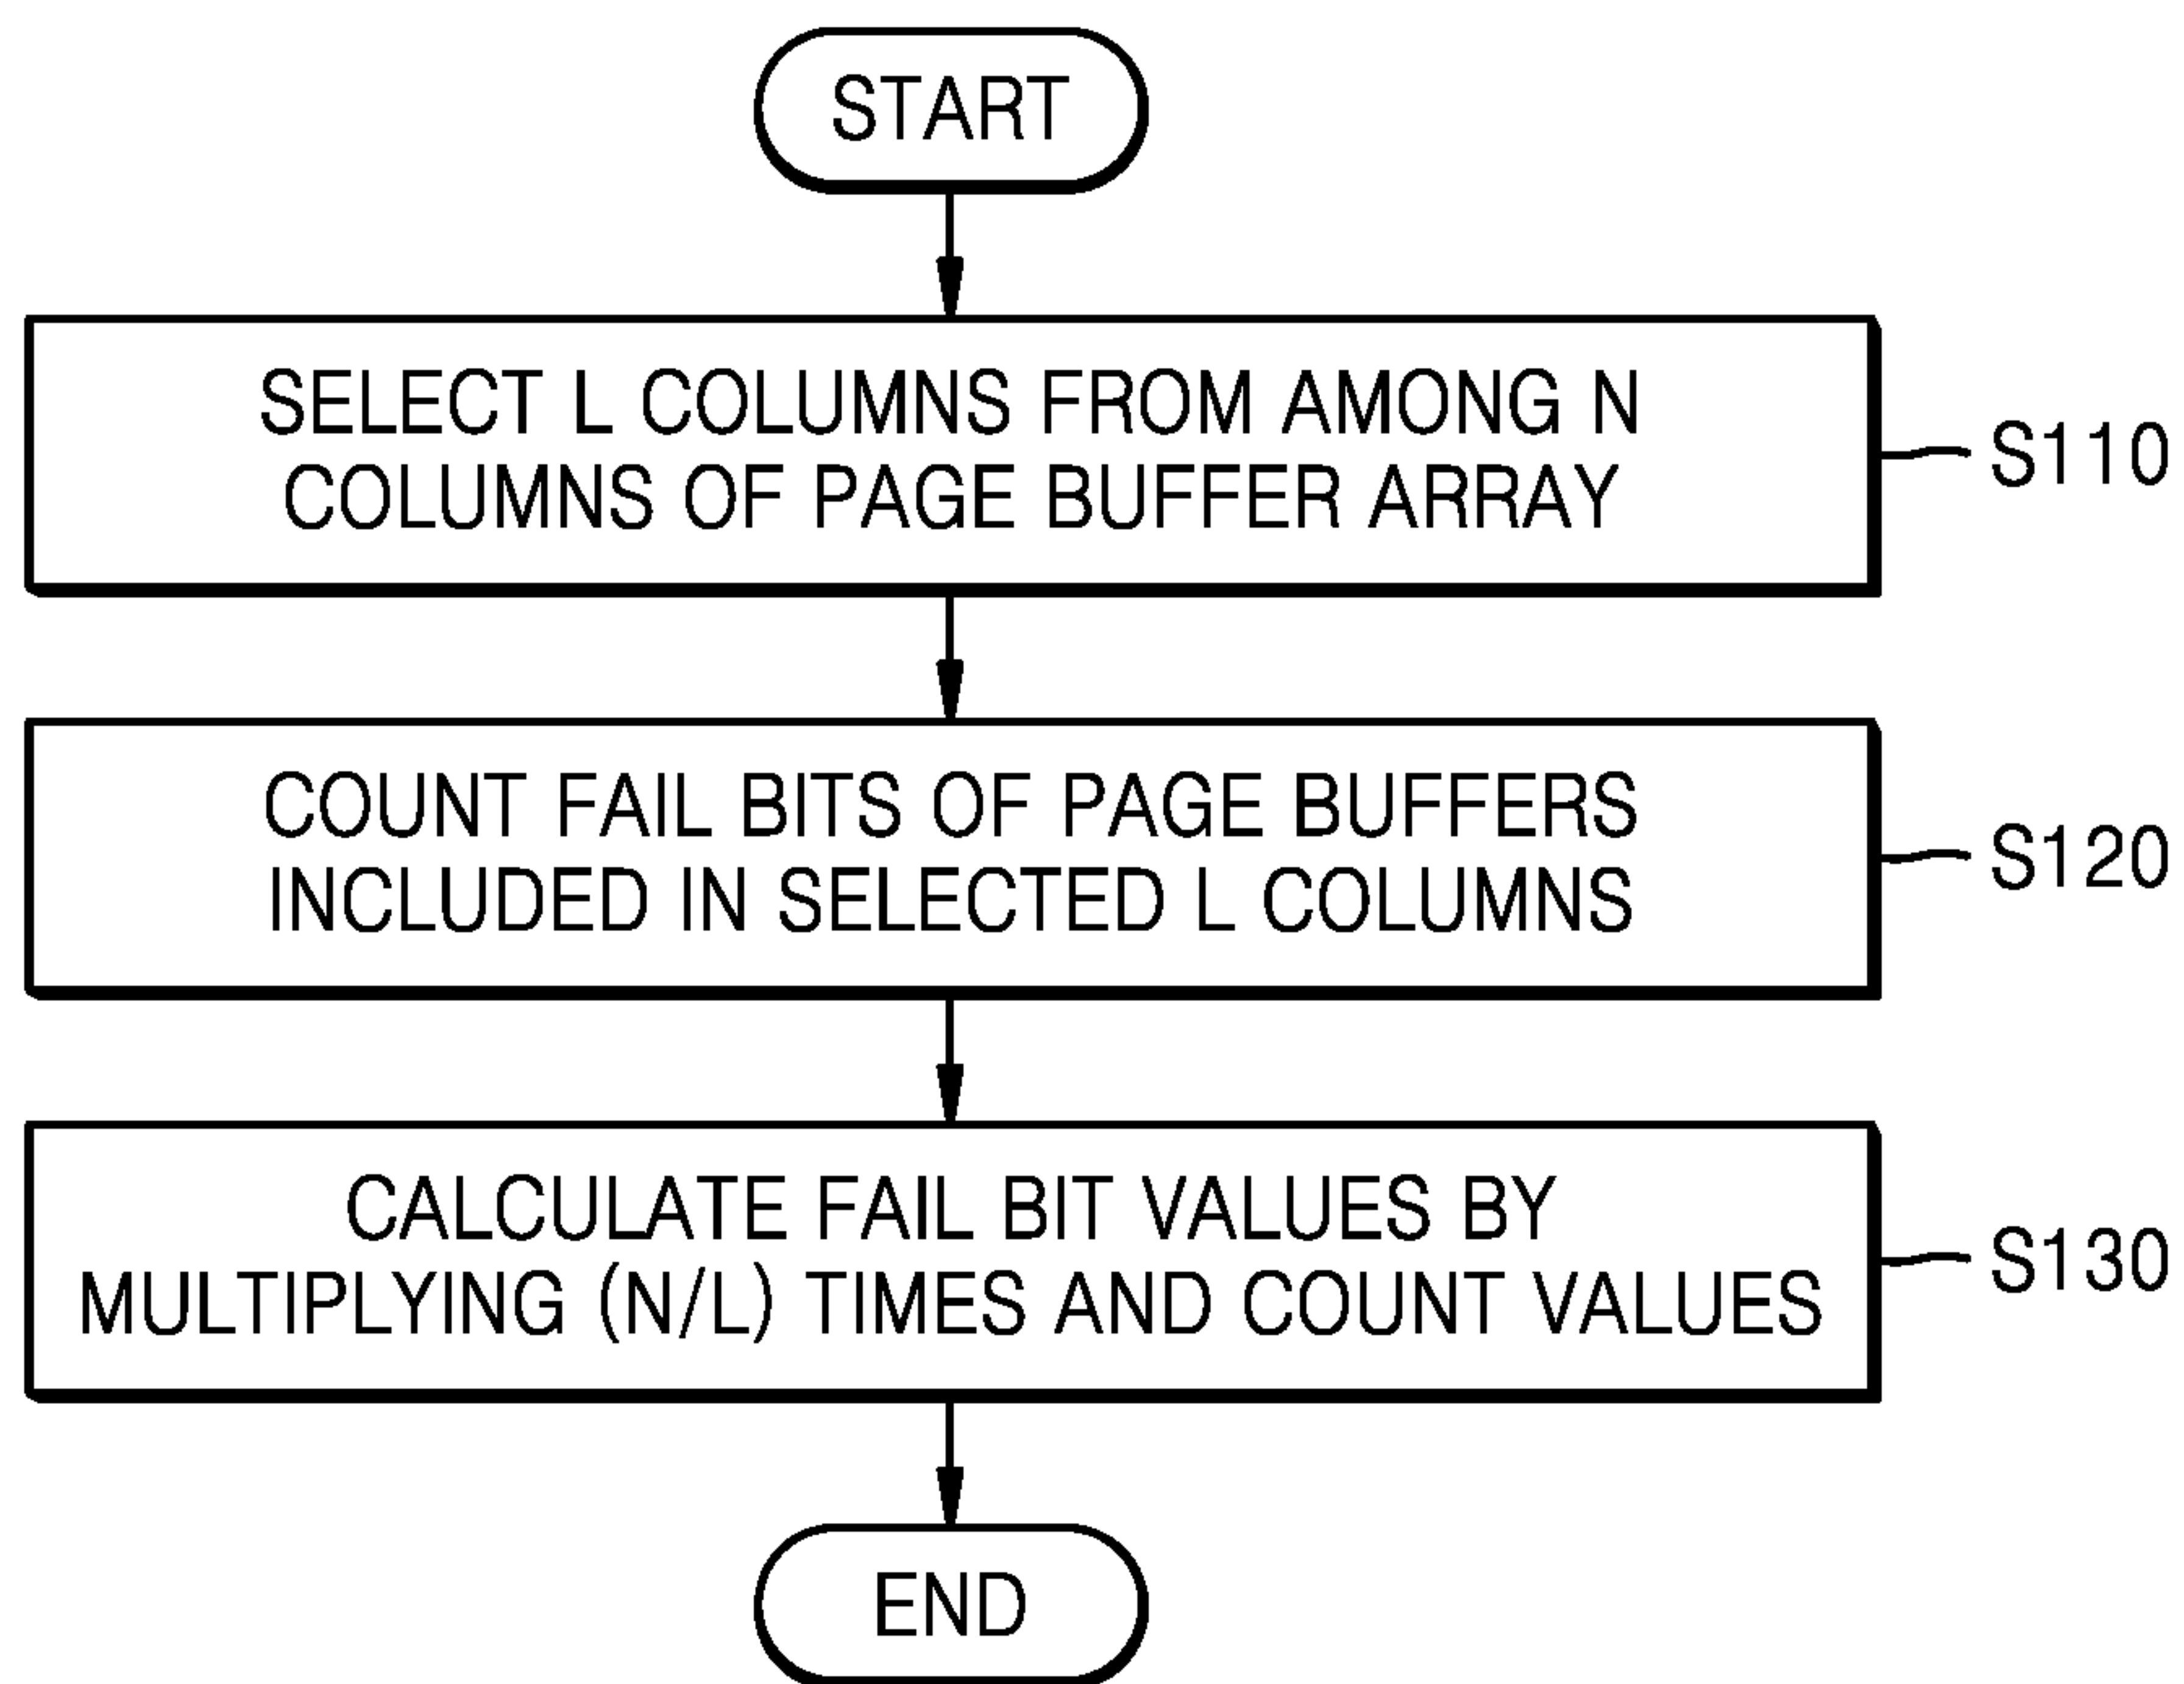 START
SELECT L COLUMNS FROM AMONG N
COLUMNS OF PAGE BUFFER ARRAY
S110
COUNT FAIL BITS OF PAGE BUFFERS
INCLUDED IN SELECTED L COLUMNS
S120
CALCULATE FAIL BIT VALUES BY
MULTIPLYING (N/L) TIMES AND COUNT VALUES
S130
END